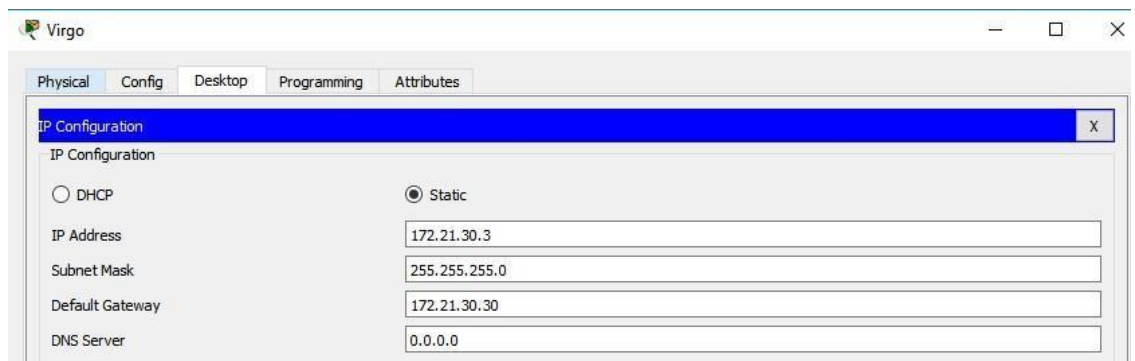 Virgo
Physical Config Desktop Programming Attributes
IP Configuration X
IP Configuration
DHCP Static
IP Address 172.21.30.3
Subnet Mask 255.255.255.0
Default Gateway 172.21.30.30
DNS Server 0.0.0.0